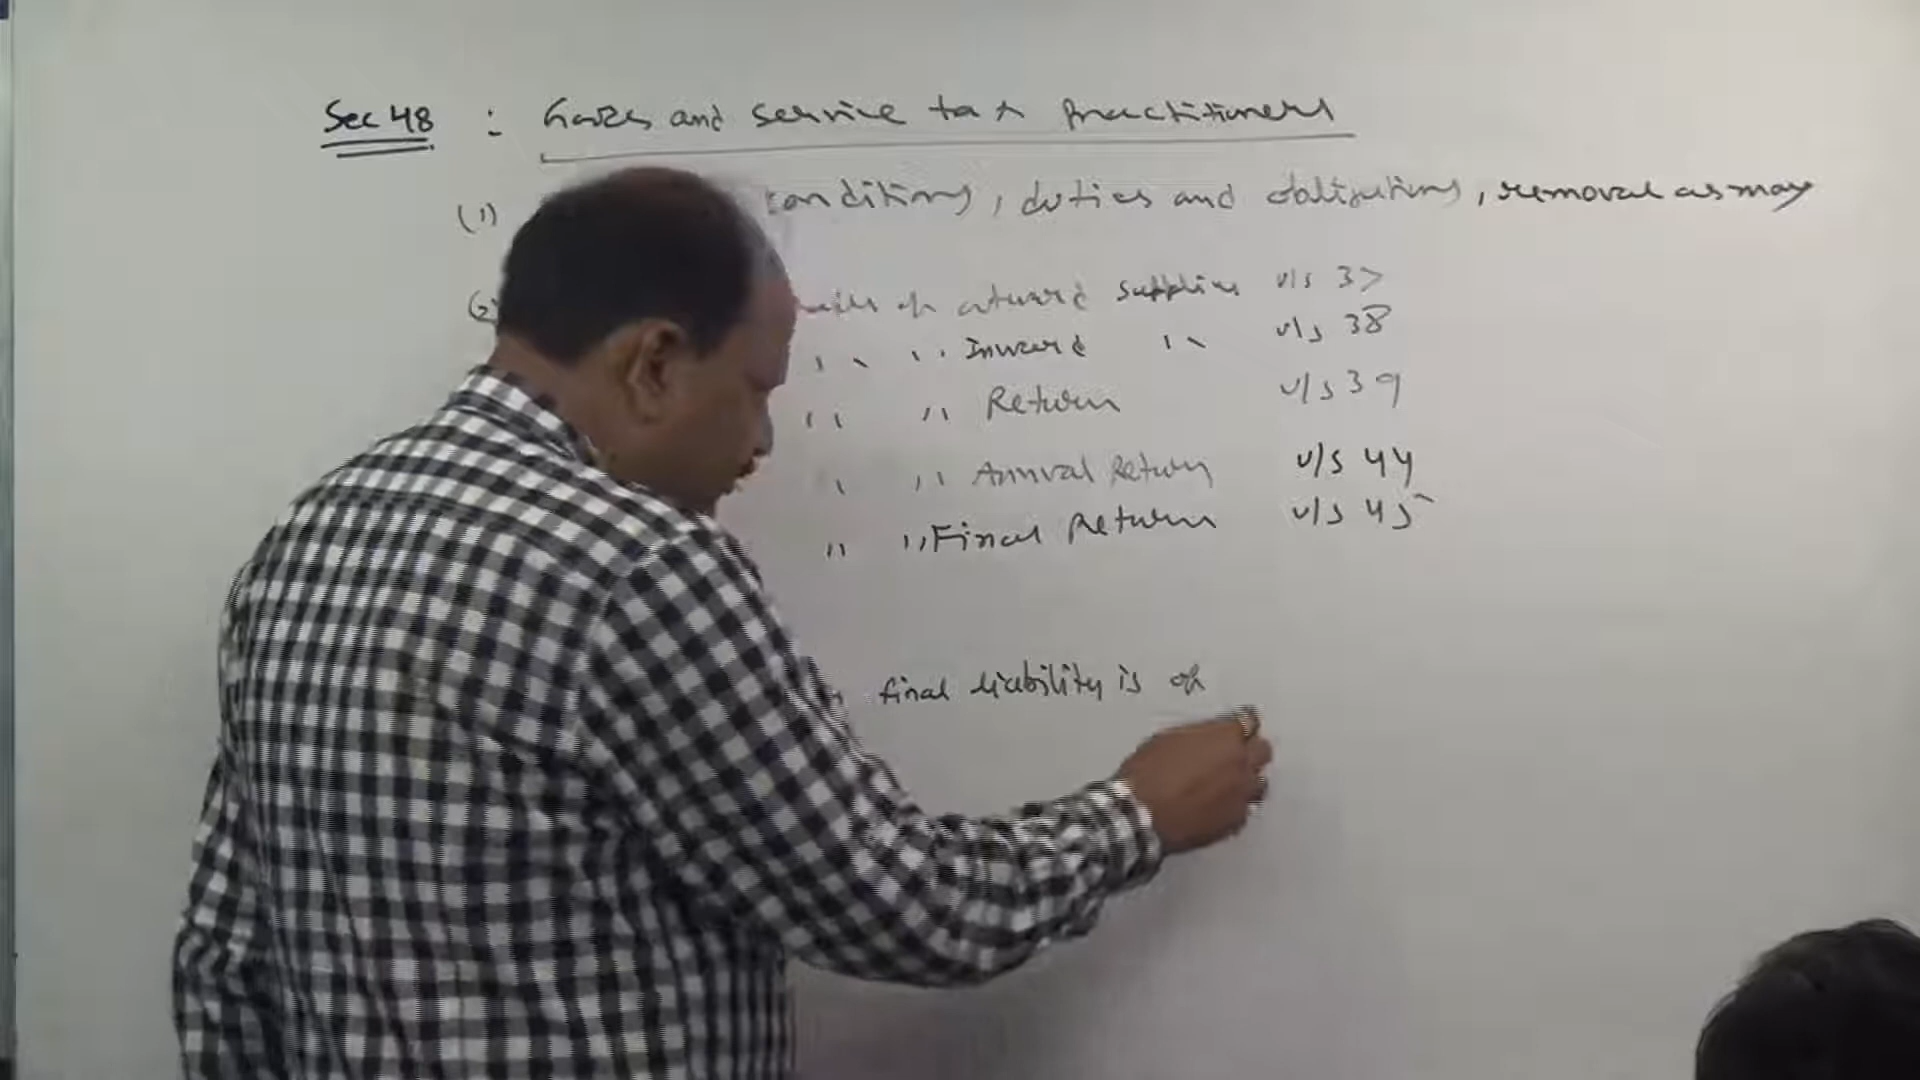 Sec 48 : Goods and service tax Practitioners
(1) conditions, duties and obligations, removal as may
(2) of outward supplies u/s 37
,, ,, Inward ,, u/s 38
,, ,, Return u/s 39
, ,, Annual Return u/s 44
,, ,, Final Return u/s 45
final liability is of